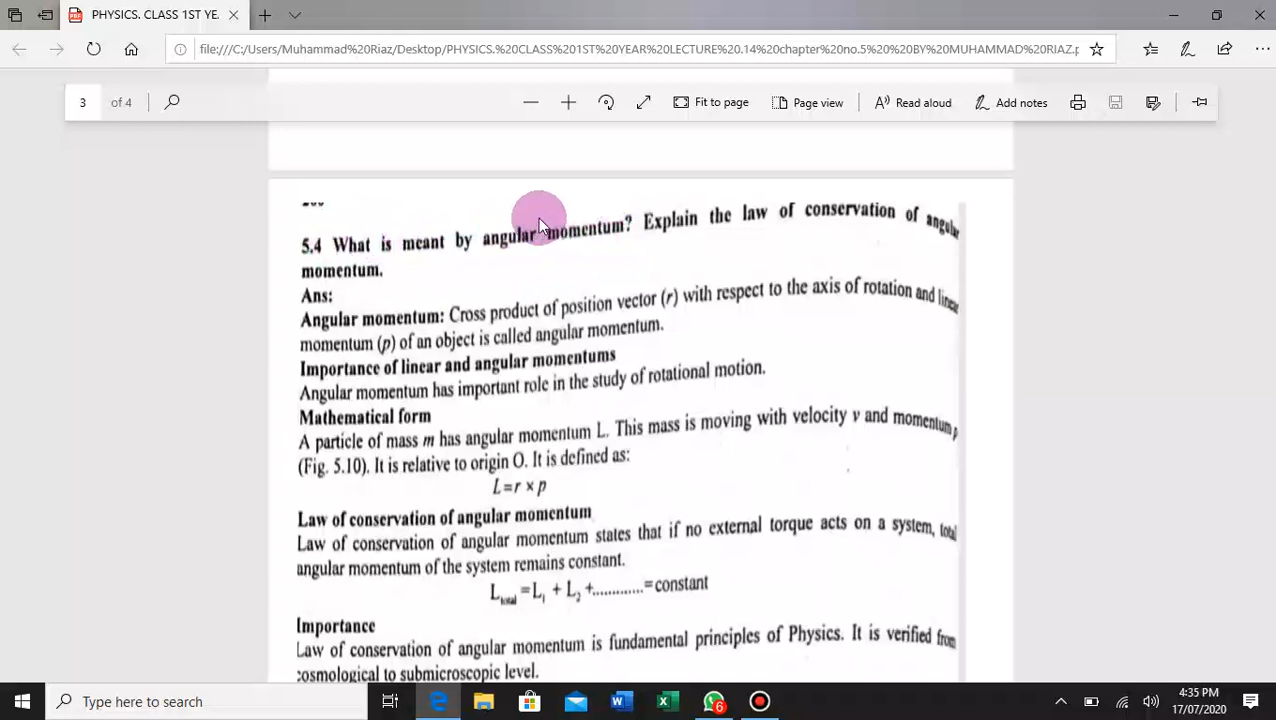 PHYSICS. CLASS 1ST YE
file:///C:/Users/Muhammad%20Riaz/Desktop/PHYSICS.%20CLASS%201ST%20YEAR%20LECTURE%20.14%20chapter%20no.5%20%20BY%20MUHAMMAD%20RIAZ.p
3 of 4 Fit to page Page view Read aloud Add notes
5.4 What is meant by angular momentum? Explain the law of conservation of angular
momentum.
Ans:
Angular momentum: Cross product of position vector (r) with respect to the axis of rotation and linear
momentum (p) of an object is called angular momentum.
Importance of linear and angular momentums
Angular momentum has important role in the study of rotational motion.
Mathematical form
A particle of mass m has angular momentum L. This mass is moving with velocity v and momentum p
(Fig. 5.10). It is relative to origin O. It is defined as:
L=r × p
Law of conservation of angular momentum
Law of conservation of angular momentum states that if no external torque acts on a system, total
angular momentum of the system remains constant.
Ltotal =L1 + L2 +.............=constant
Importance
Law of conservation of angular momentum is fundamental principles of Physics. It is verified from
cosmological to submicroscopic level.
Type here to search
6
4:35 PM
17/07/2020